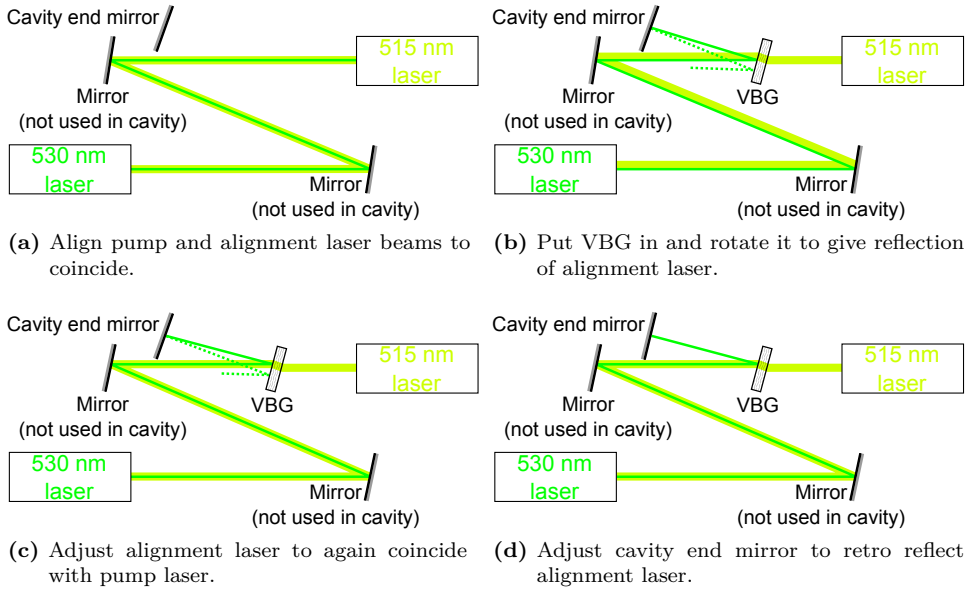 Cavity end mirror
515 nm
laser
Mirror
(not used in cavity)
530 nm
laser
Mirror
(not used in cavity)
(a) Align pump and alignment laser beams to
coincide.
Cavity end mirror
515 nm
laser
VBG
Mirror
(not used in cavity)
530 nm
laser
Mirror
(not used in cavity)
(b) Put VBG in and rotate it to give reflection
of alignment laser.
Cavity end mirror
515 nm
laser
VBG
Mirror
(not used in cavity)
530 nm
laser
Mirror
(not used in cavity)
(c) Adjust alignment laser to again coincide
with pump laser.
Cavity end mirror
515 nm
laser
VBG
Mirror
(not used in cavity)
530 nm
laser
Mirror
(not used in cavity)
(d) Adjust cavity end mirror to retro reflect
alignment laser.